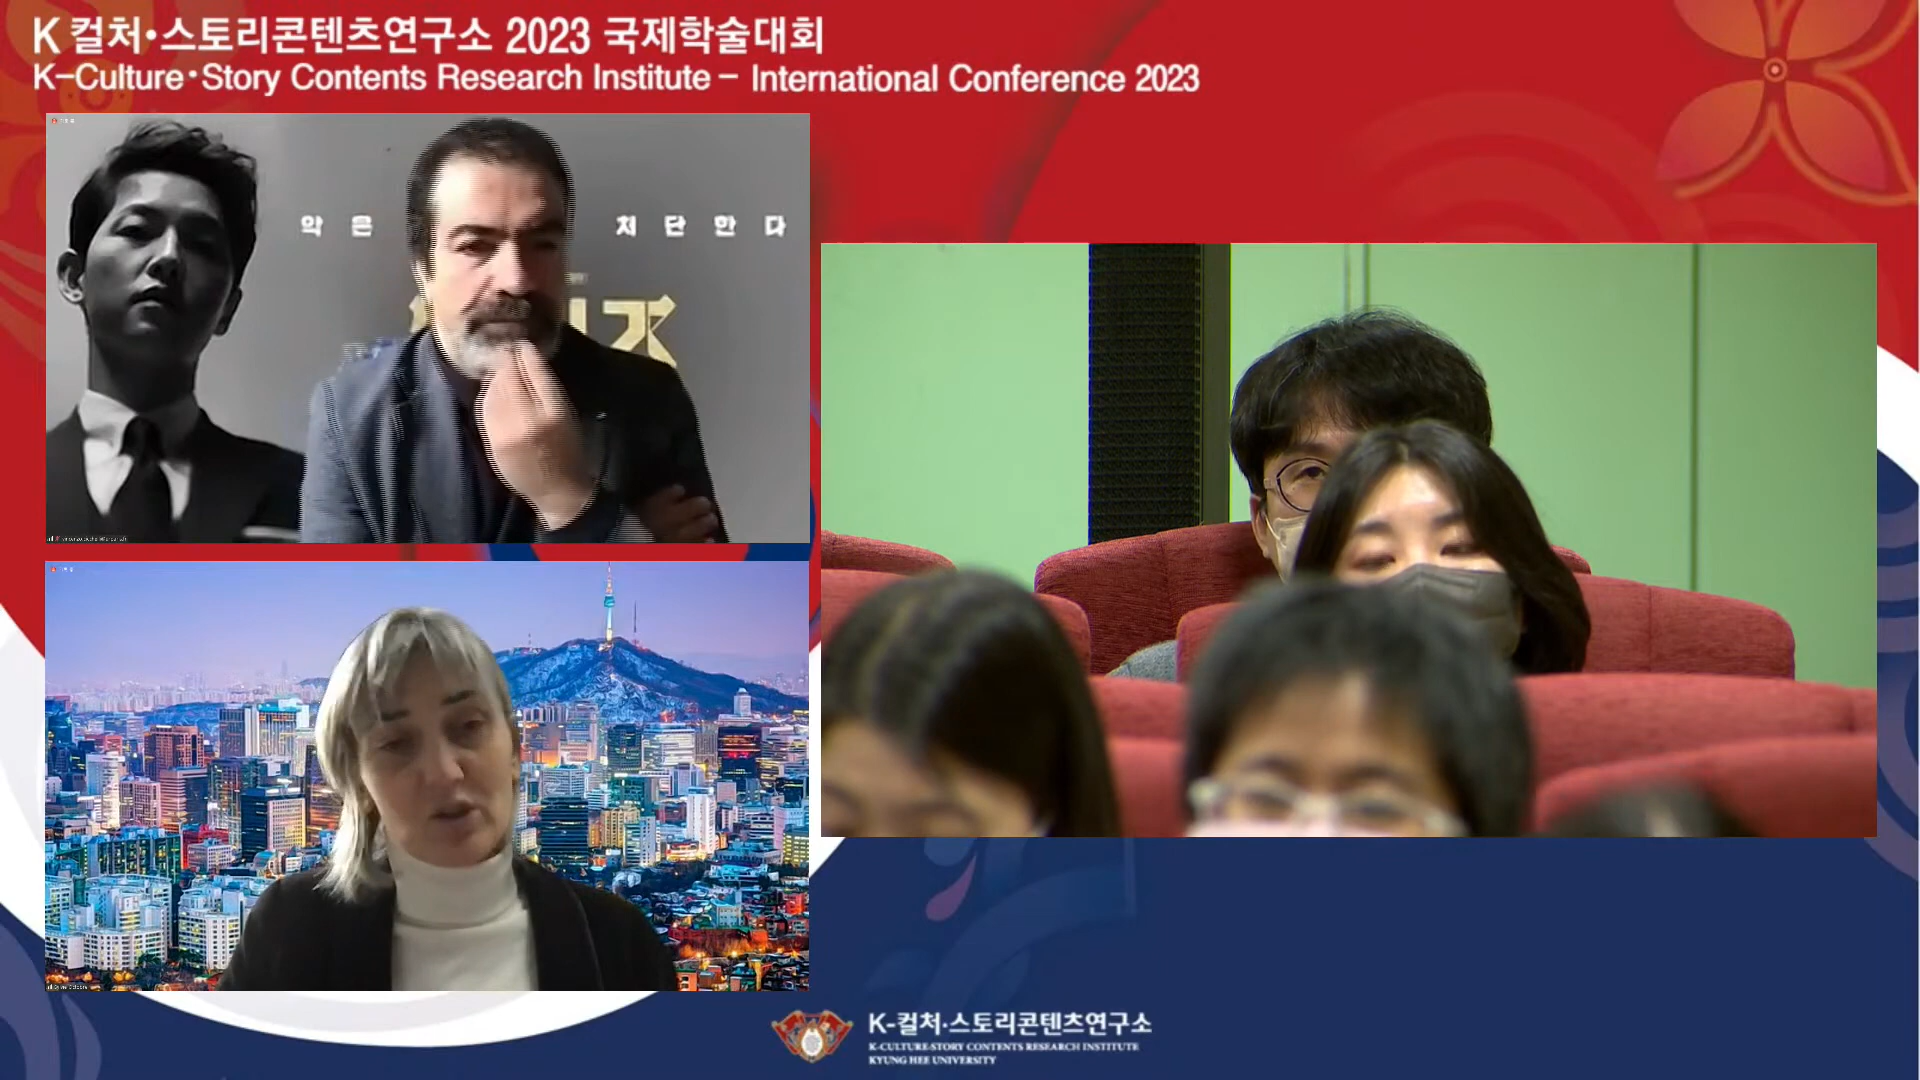 K 컬처•스토리콘텐츠연구소 2023 국제학술대회
K-Culture•Story Contents Research Institute - International Conference 2023
악은
처단한다
K-컬처·스토리콘텐츠연구소
K-CULTURE·STORY CONTENTS RESEARCH INSTITUTE
KYUNG HEE UNIVERSITY